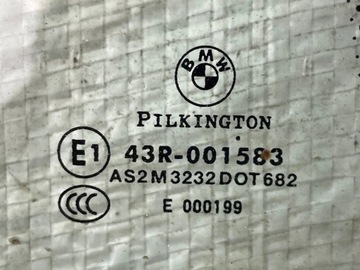 BMW
PILKINGTON
E1 43R-001583
AS2M3232DOT682
CCC E 000199